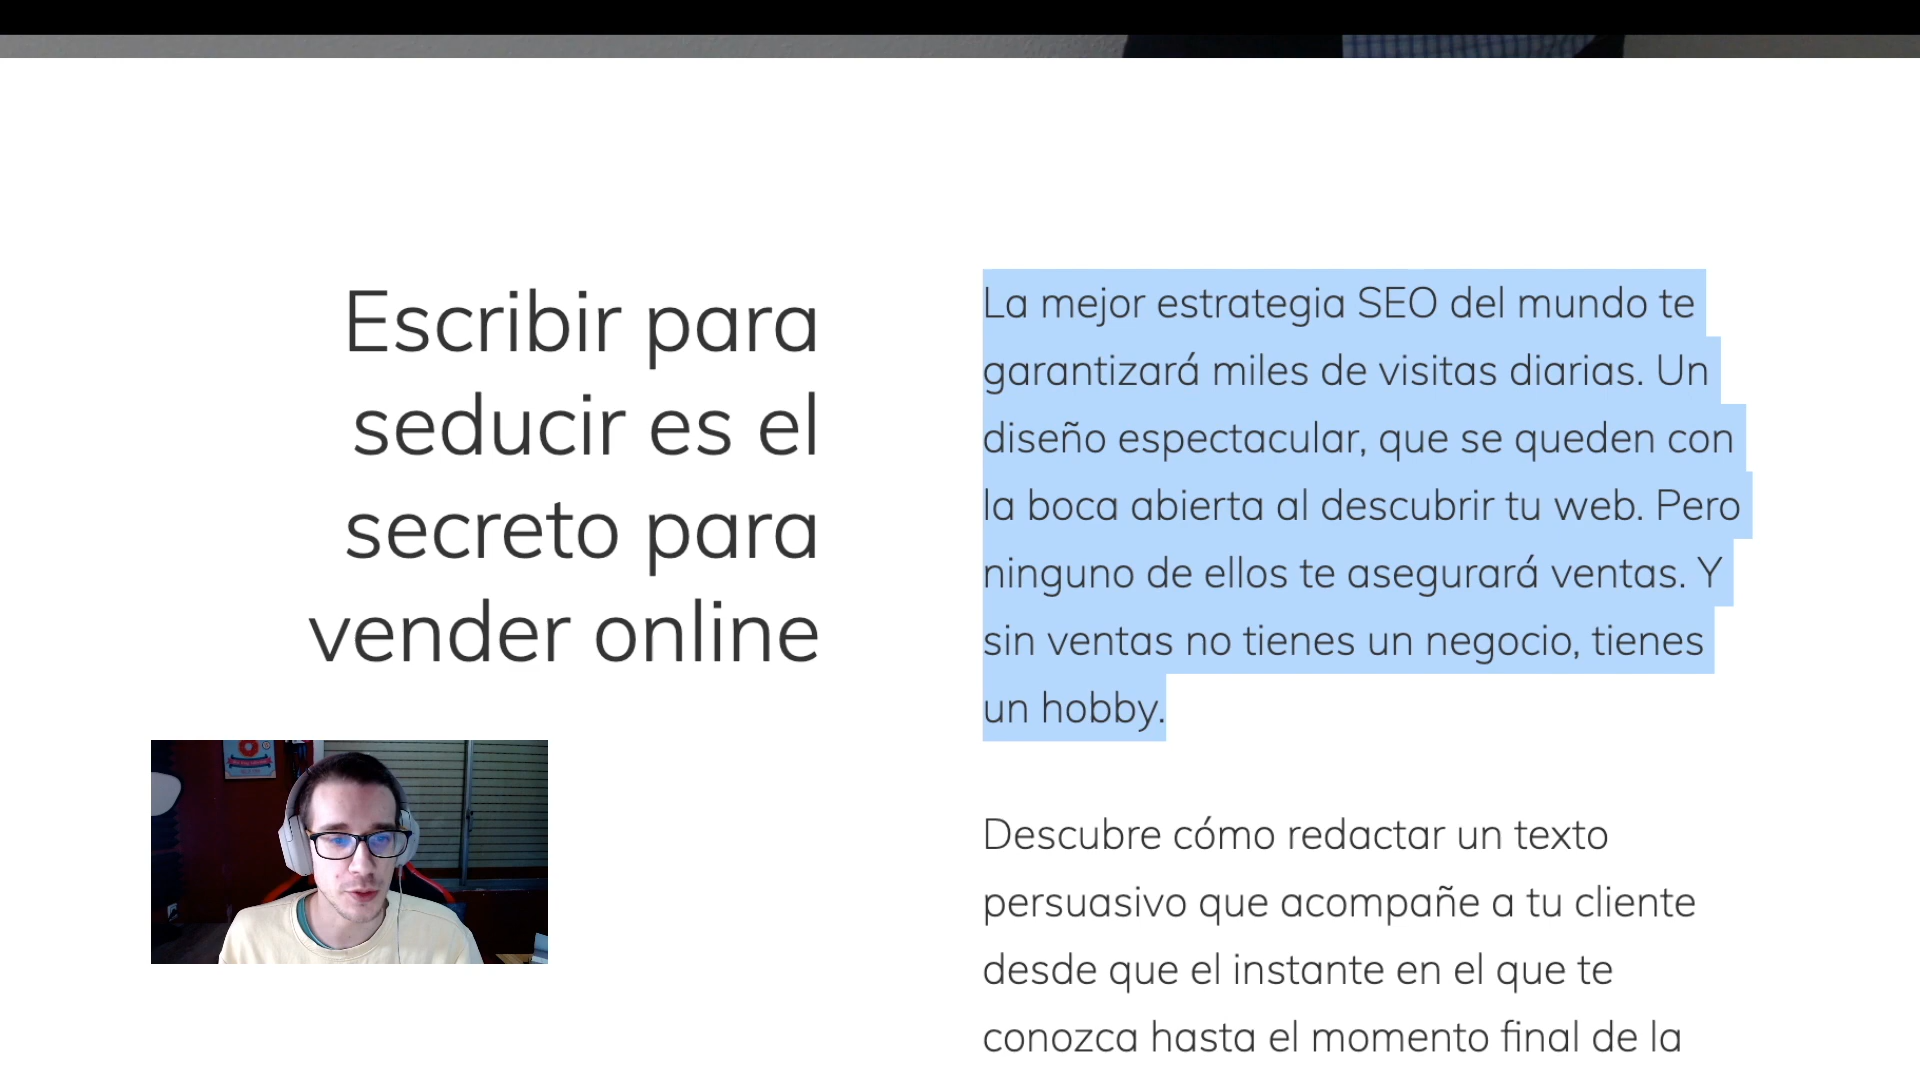 Escribir para
seducir es el
secreto para
vender online
La mejor estrategia SEO del mundo te
garantizará miles de visitas diarias. Un
diseño espectacular, que se queden con
la boca abierta al descubrir tu web. Pero
ninguno de ellos te asegurará ventas. Y
sin ventas no tienes un negocio, tienes
un hobby.
Descubre cómo redactar un texto
persuasivo que acompañe a tu cliente
desde que el instante en el que te
conozca hasta el momento final de la